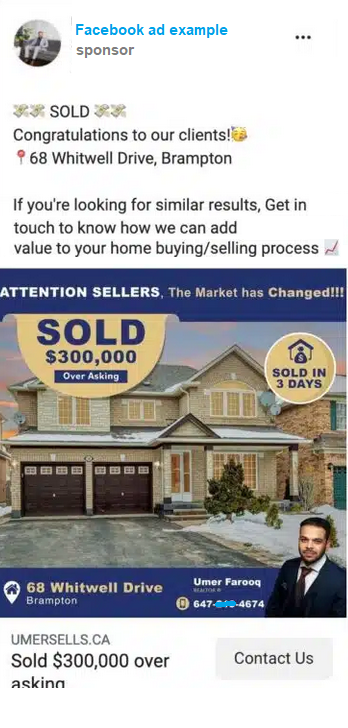 Facebook ad example
sponsor
SOLD
Congratulations to our clients!
68 Whitwell Drive, Brampton
If you're looking for similar results, Get in
touch to know how we can add
value to your home buying/selling process
ATTENTION SELLERS, The Market has Changed!!!
SOLD
$300,000
Over Asking
SOLD IN
3 DAYS
68 Whitwell Drive
Brampton
Umer Farooq
REALTOR ®
647- -4674
UMERSELLS.CA
Sold $300,000 over
asking
Contact Us